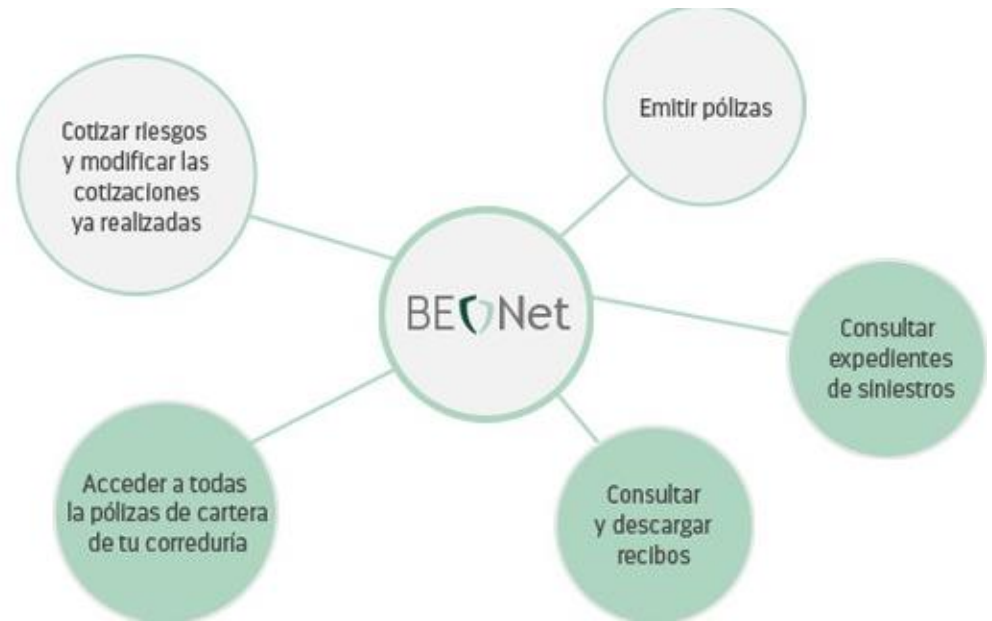 Cotizar riesgos
y modificar las
cotizaciones
ya realizadas
Emitir pólizas
BE Net
Consultar
expedientes
de siniestros
Acceder a todas
la pólizas de cartera
de tu correduría
Consultar
y descargar
recibos